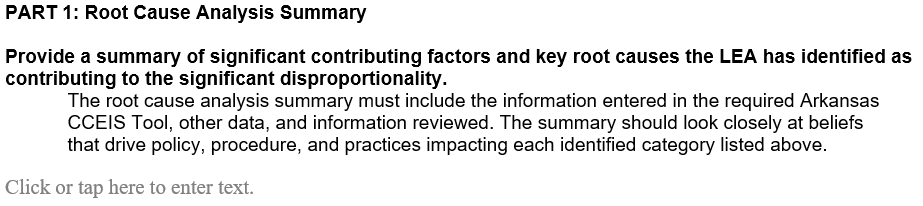 PART 1: Root Cause Analysis Summary
Provide a summary of significant contributing factors and key root causes the LEA has identified as
contributing to the significant disproportionality.
The root cause analysis summary must include the information entered in the required Arkansas
CCEIS Tool, other data, and information reviewed. The summary should look closely at beliefs
that drive policy, procedure, and practices impacting each identified category listed above.
Click or tap here to enter text.